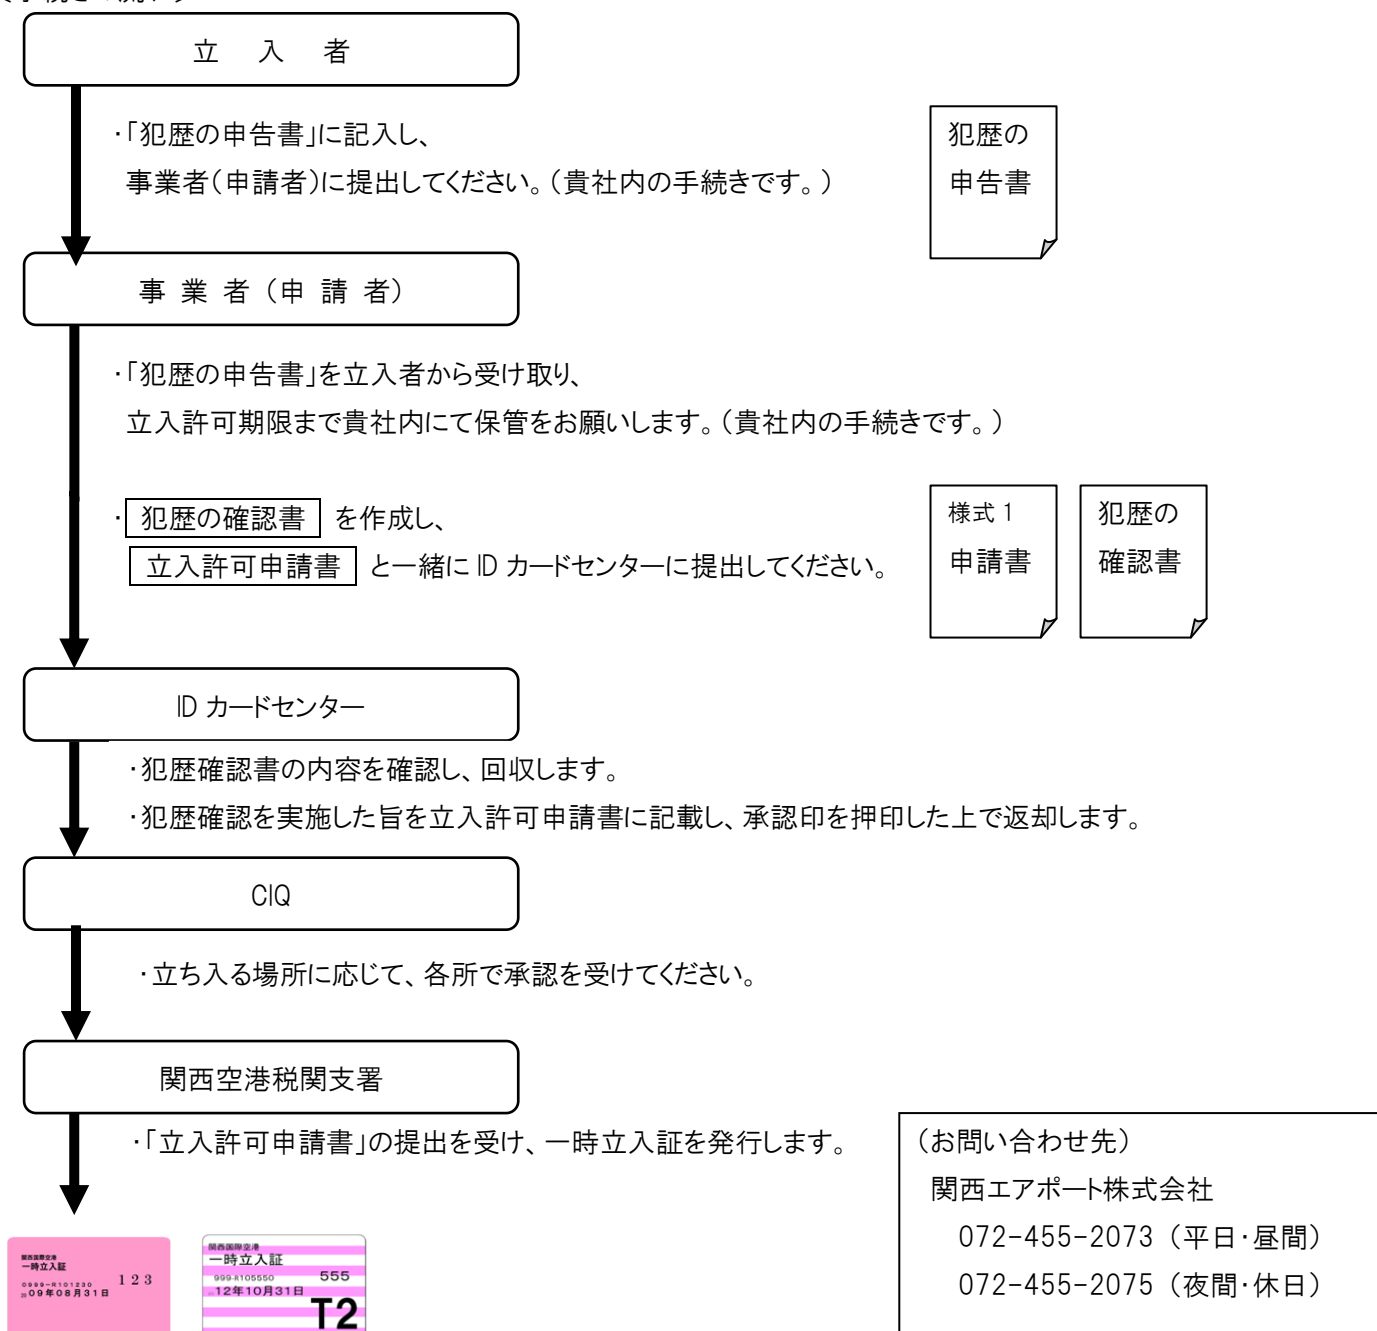 立 入 者
・「犯歴の申告書」に記入し、
事業者（申請者）に提出してください。（貴社内の手続きです。）
犯歴の
申告書
事 業 者 （申 請 者）
・「犯歴の申告書」を立入者から受け取り、
立入許可期限まで貴社内にて保管をお願いします。（貴社内の手続きです。）
・ 犯歴の確認書 を作成し、
立入許可申請書 と一緒に ID カードセンターに提出してください。
様式 1
申請書
犯歴の
確認書
ID カードセンター
・犯歴確認書の内容を確認し、回収します。
・犯歴確認を実施した旨を立入許可申請書に記載し、承認印を押印した上で返却します。
CIQ
・立ち入る場所に応じて、各所で承認を受けてください。
関西空港税関支署
・「立入許可申請書」の提出を受け、一時立入証を発行します。
（お問い合わせ先）
関西エアポート株式会社
072-455-2073 （平日・昼間）
072-455-2075 （夜間・休日）
関西国際空港
一時立入証
0999-R101230 123
20 09年08月31日
関西国際空港
一時立入証
999-R105550 555
12年10月31日
T2